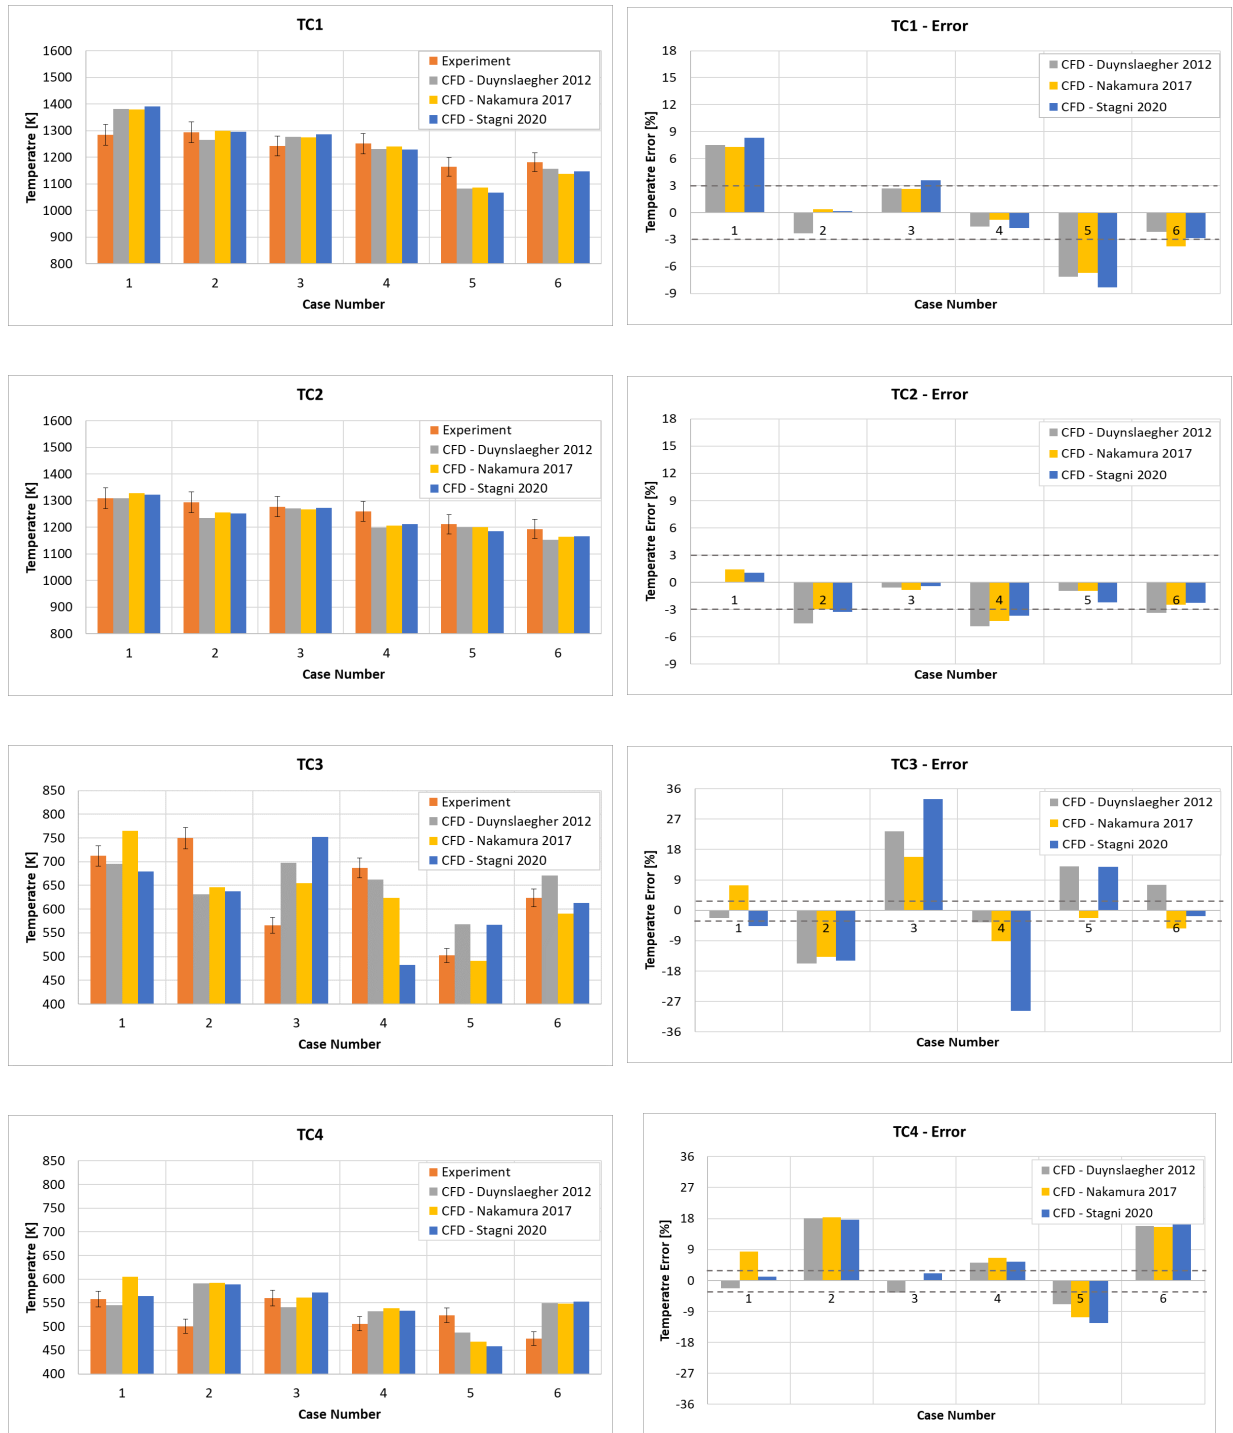 TC1
1600
1500
1400
1300
1200
1100
1000
900
800
Temperatre [K]
Experiment
CFD - Duynslaegher 2012
CFD - Nakamura 2017
CFD - Stagni 2020
1 2 3 4 5 6
Case Number
TC1 - Error
18
15
12
9
6
3
0
-3
-6
-9
Temperatre Error [%]
CFD - Duynslaegher 2012
CFD - Nakamura 2017
CFD - Stagni 2020
1 2 3 4 5 6
Case Number
TC2
1600
1500
1400
1300
1200
1100
1000
900
800
Temperatre [K]
Experiment
CFD - Duynslaegher 2012
CFD - Nakamura 2017
CFD - Stagni 2020
1 2 3 4 5 6
Case Number
TC2 - Error
18
15
12
9
6
3
0
-3
-6
-9
Temperatre Error [%]
CFD - Duynslaegher 2012
CFD - Nakamura 2017
CFD - Stagni 2020
1 2 3 4 5 6
Case Number
TC3
850
800
750
700
650
600
550
500
450
400
Temperatre [K]
Experiment
CFD - Duynslaegher 2012
CFD - Nakamura 2017
CFD - Stagni 2020
1 2 3 4 5 6
Case Number
TC3 - Error
36
27
18
9
0
-9
-18
-27
-36
Temperatre Error [%]
CFD - Duynslaegher 2012
CFD - Nakamura 2017
CFD - Stagni 2020
1 2 3 4 5 6
Case Number
TC4
850
800
750
700
650
600
550
500
450
400
Temperatre [K]
Experiment
CFD - Duynslaegher 2012
CFD - Nakamura 2017
CFD - Stagni 2020
1 2 3 4 5 6
Case Number
TC4 - Error
36
27
18
9
0
-9
-18
-27
-36
Temperatre Error [%]
CFD - Duynslaegher 2012
CFD - Nakamura 2017
CFD - Stagni 2020
1 2 3 4 5 6
Case Number